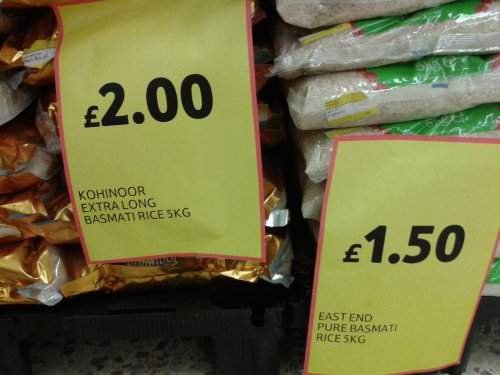 £2.00
KOHINOOR
EXTRA LONG
BASMATI RICE 5KG
£1.50
EAST END
PURE BASMATI
RICE 5KG